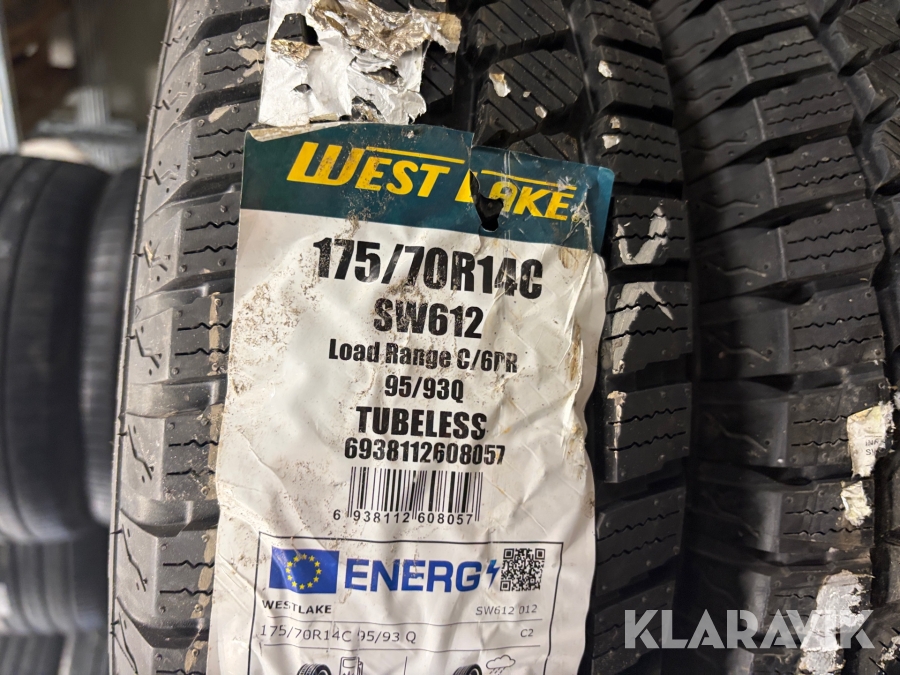 WEST LAKE
175/70R14C
SW612
Load Range C/6PR
95/93Q
TUBELESS
6938112608057
6 938112 608057
ENERG
WESTLAKE SW612 012
175/70R14C 95/93 Q C2
KLARAVIK